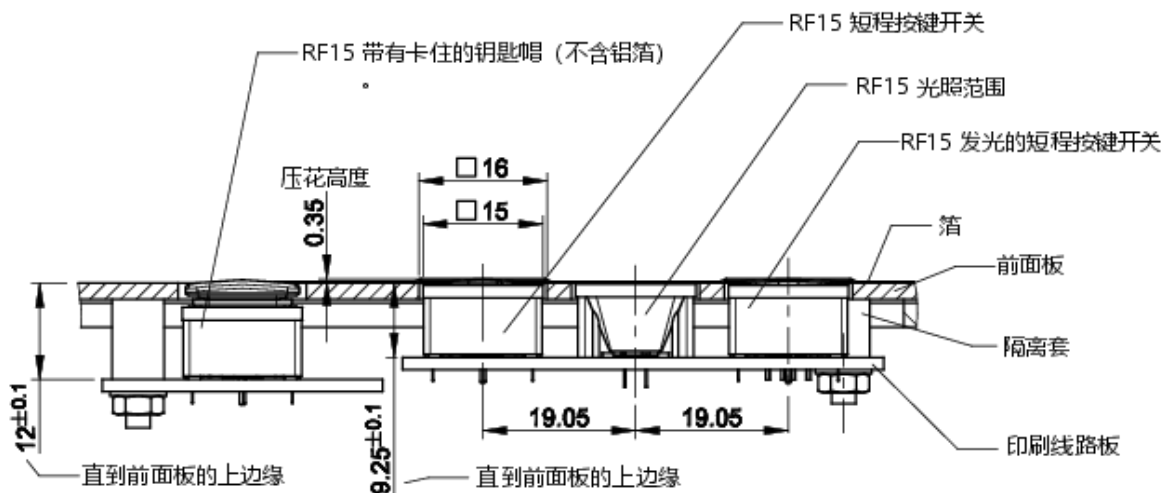 RF15 短程按键开关
RF15 带有卡住的钥匙帽（不含铝箔）
。
RF15 光照范围
RF15 发光的短程按键开关
□16
压花高度
□15
0.35
箔
前面板
隔离套
19.05
19.05
12±0.1
9.25±0.1
印刷线路板
直到前面板的上边缘
直到前面板的上边缘